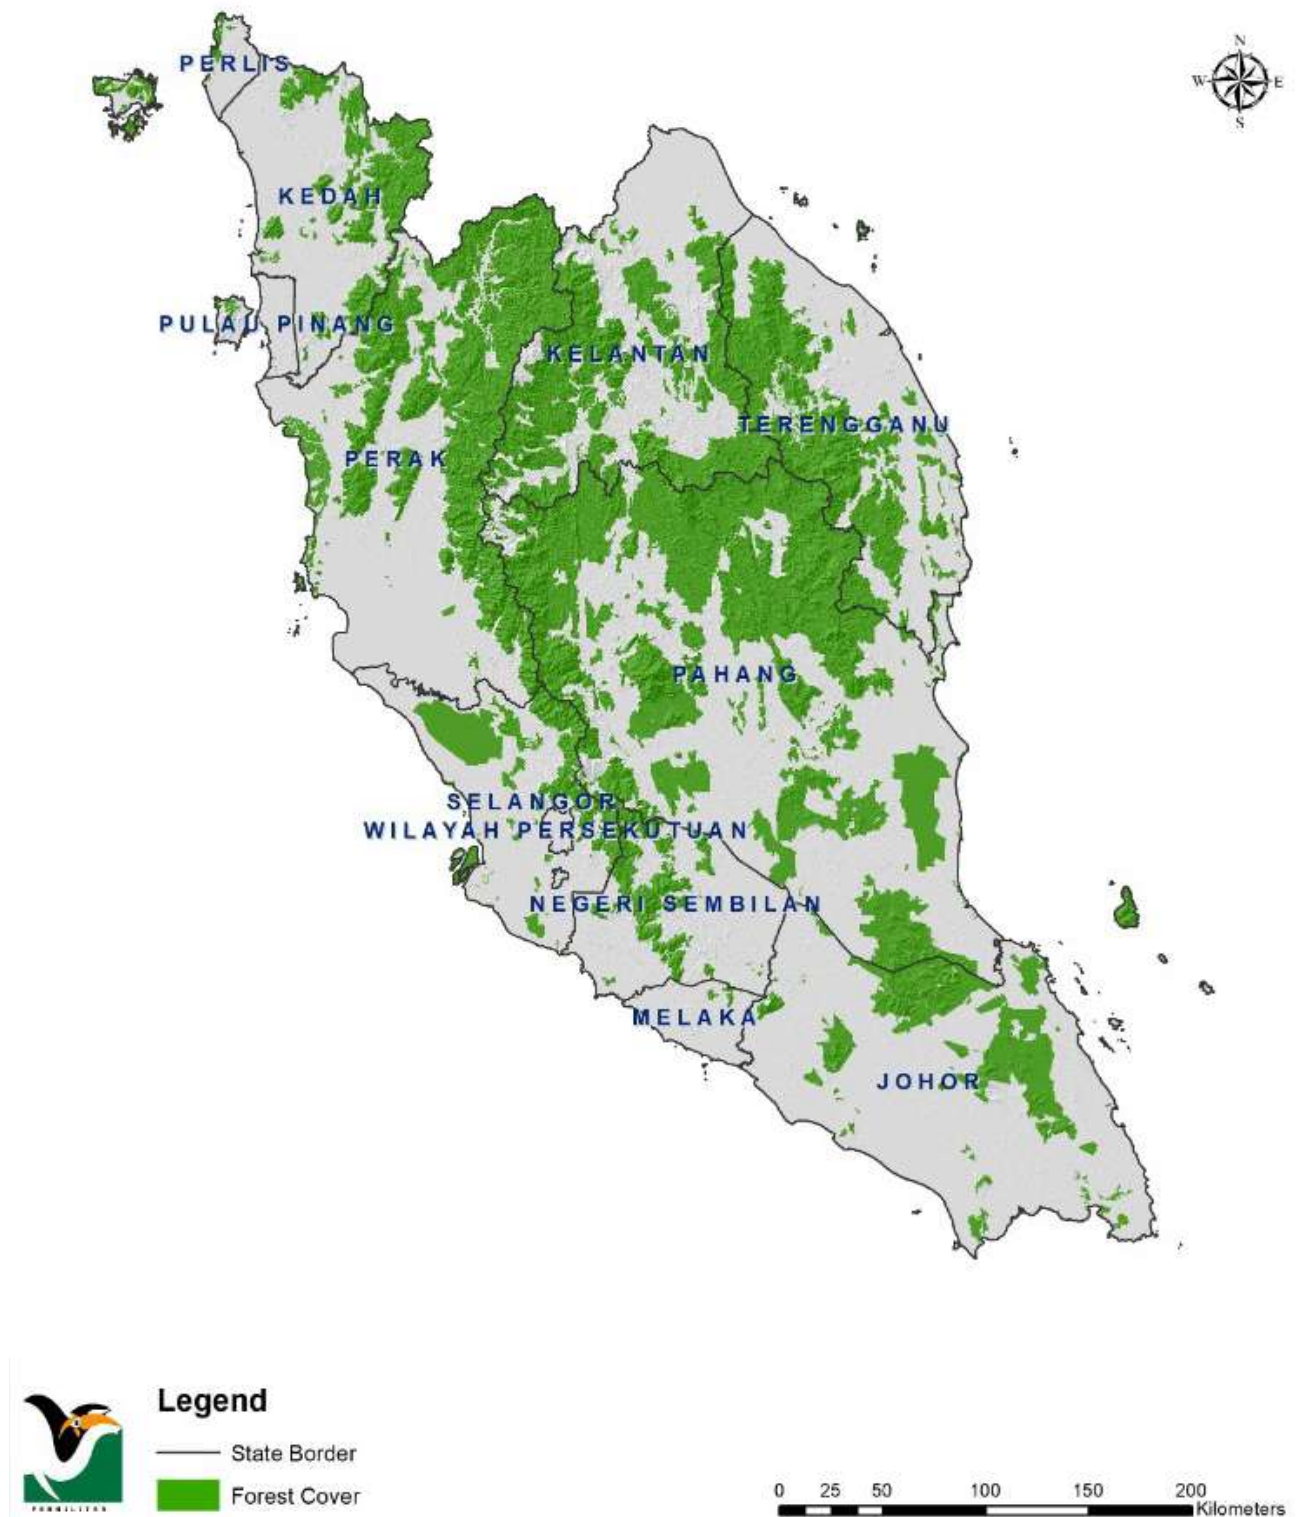 N
PERLIS
W E
S
KEDAH
PULAU PINANG
KELANTAN
TERENGGANU
PERAK
PAHANG
SELANGOR
WILAYAH PERSEKUTUAN
NEGERI SEMBILAN
MELAKA
JOHOR
Legend
State Border
Forest Cover
PERHILITAN
0 25 50 100 150 200
Kilometers